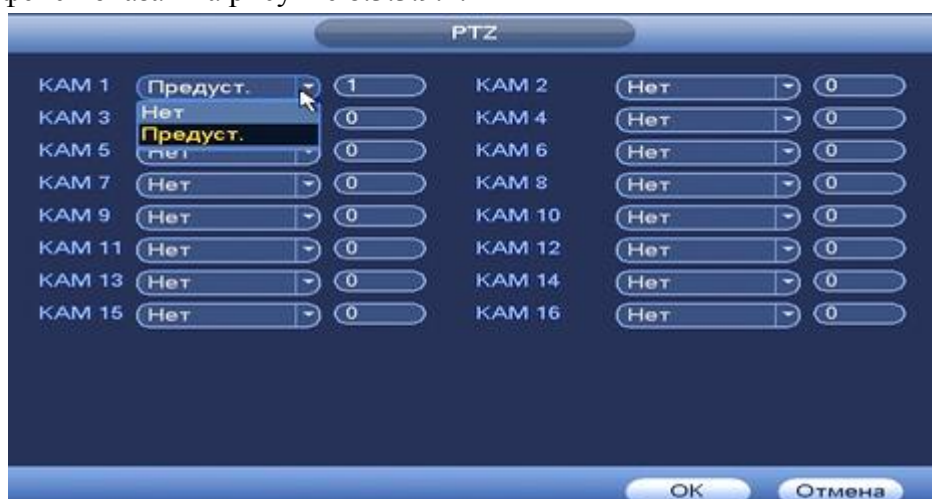 PTZ
КАМ 1 Предуст. 1 КАМ 2 Нет 0
Нет
Предуст.
КАМ 3 0 КАМ 4 Нет 0
КАМ 5 Нет 0 КАМ 6 Нет 0
КАМ 7 Нет 0 КАМ 8 Нет 0
КАМ 9 Нет 0 КАМ 10 Нет 0
КАМ 11 Нет 0 КАМ 12 Нет 0
КАМ 13 Нет 0 КАМ 14 Нет 0
КАМ 15 Нет 0 КАМ 16 Нет 0
ОК Отмена